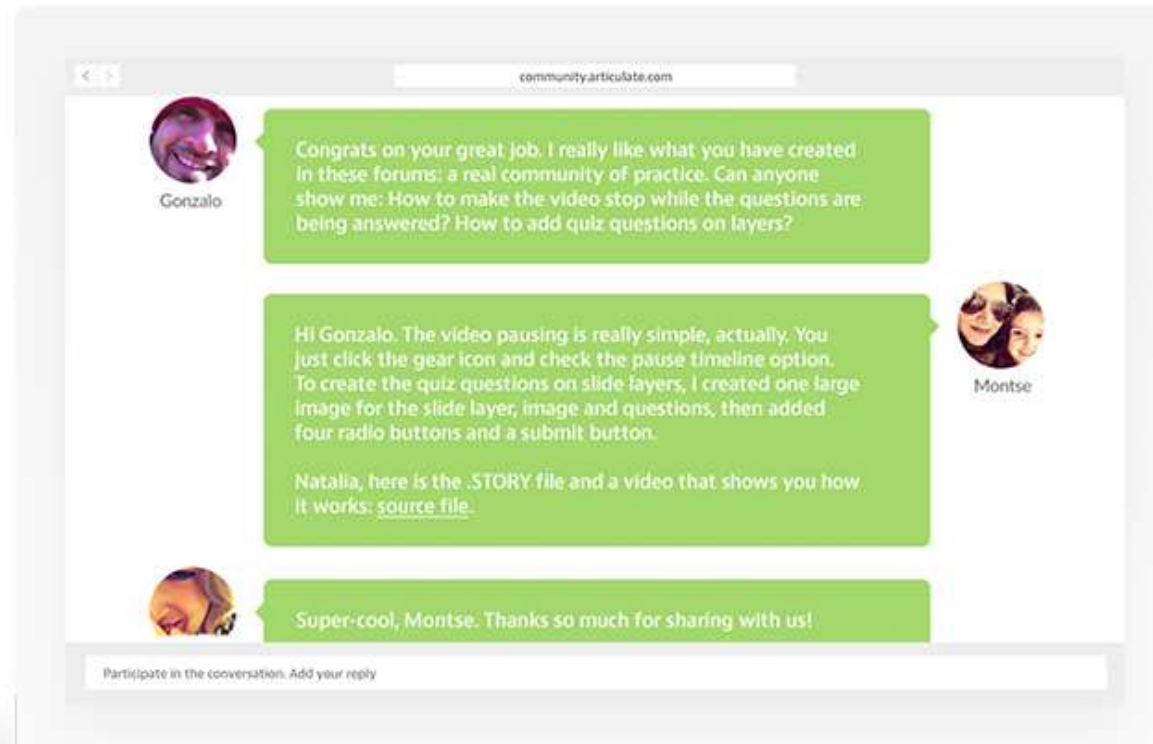 community.articulate.com
Congrats on your great job. I really like what you have created
in these forums: a real community of practice. Can anyone
show me: How to make the video stop while the questions are
being answered? How to add quiz questions on layers?
Gonzalo
Hi Gonzalo. The video pausing is really simple, actually. You
just click the gear icon and check the pause timeline option.
To create the quiz questions on slide layers, I created one large
image for the slide layer, image and questions, then added
four radio buttons and a submit button.
Natalia, here is the .STORY file and a video that shows you how
it works: source file.
Montse
Super-cool, Montse. Thanks so much for sharing with us!
Participate in the conversation. Add your reply